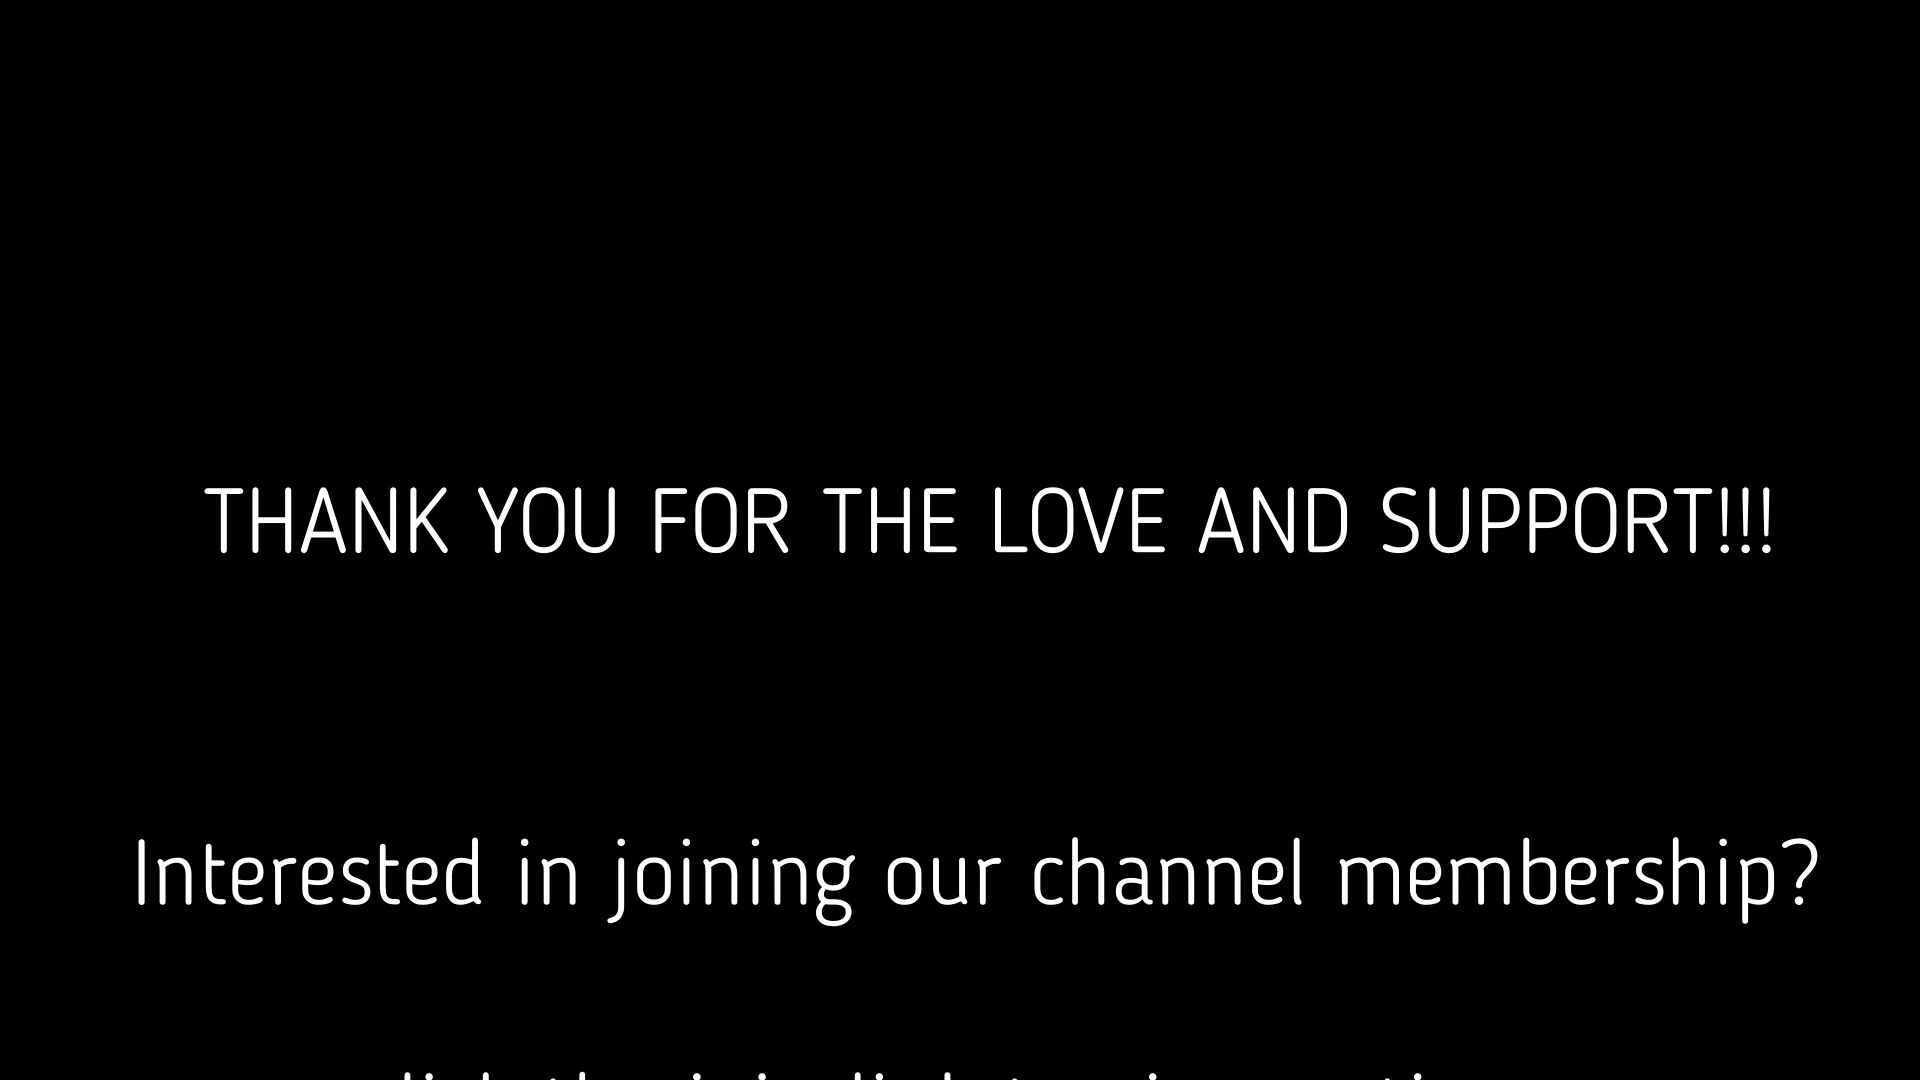 THANK YOU FOR THE LOVE AND SUPPORT!!!
Interested in joining our channel membership?